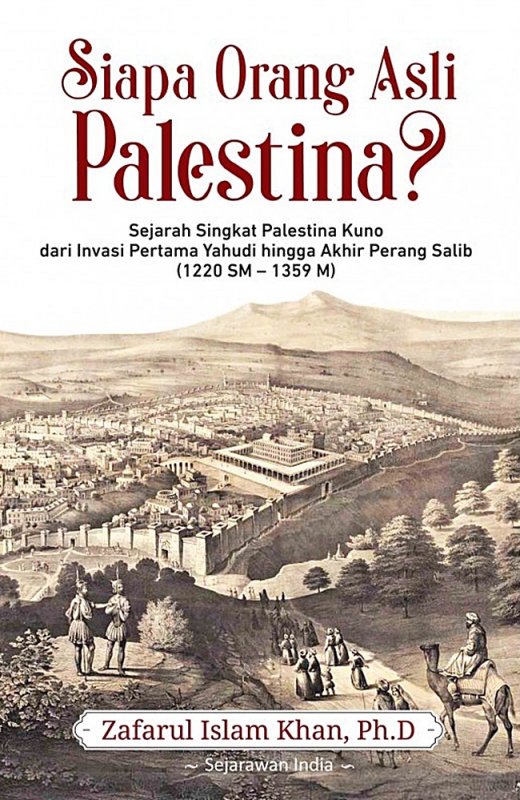 Siapa Orang Asli
Palestina?
Sejarah Singkat Palestina Kuno
dari Invasi Pertama Yahudi hingga Akhir Perang Salib
(1220 SM – 1359 M)
Zafarul Islam Khan, Ph.D
~ Sejarawan India ~